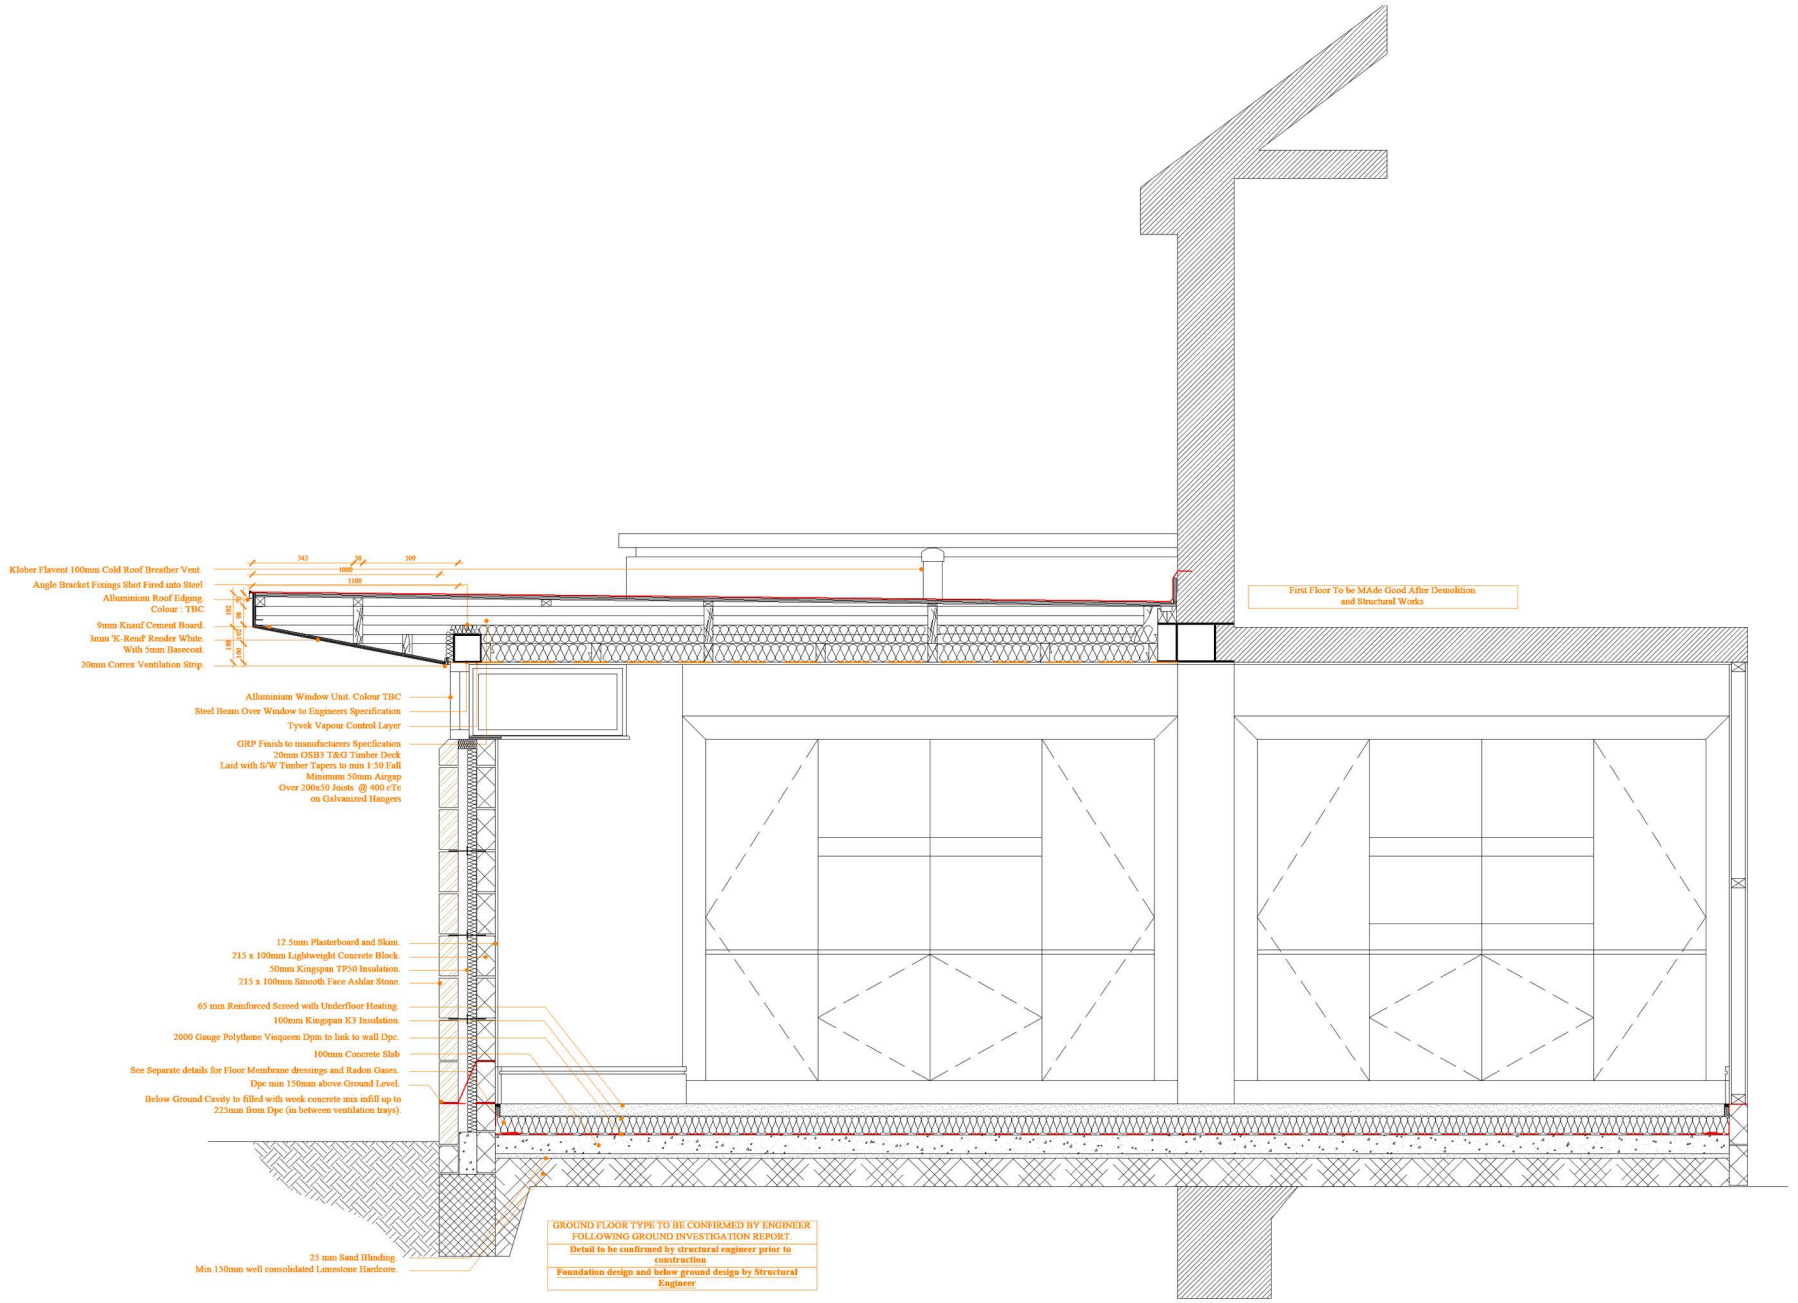 543
50
509
1000
1100
Klober Flavent 100mm Cold Roof Breather Vent.
Angle Bracket Fixings Shot Fired into Steel
Alluminium Roof Edging.
Colour : TBC
9mm Knauf Cement Board.
3mm 'K-Rend' Render White.
With 5mm Basecoat.
20mm Correx Ventilation Strip.
182
98
102
188
100
First Floor To be MAde Good After Demolition
and Structural Works
Alluminium Window Unit. Colour TBC
Steel Beam Over Window to Engineers Specification
Tyvek Vapour Control Layer
GRP Finish to manufacturers Specfication
20mm OSB3 T&G Timber Deck
Laid with S/W Timber Tapers to min 1:50 Fall
Minimum 50mm Airgap
Over 200x50 Joists @ 400 cTc
on Galvanized Hangers
12.5mm Plasterboard and Skim.
215 x 100mm Lightweight Concrete Block.
50mm Kingspan TP50 Insulation.
215 x 100mm Smooth Face Ashlar Stone.
65 mm Reinforced Screed with Underfloor Heating.
100mm Kingspan K3 Insulation.
2000 Gauge Polythene Visqueen Dpm to link to wall Dpc.
100mm Concrete Slab
See Separate details for Floor Membrane dressings and Radon Gases.
Dpc min 150mm above Ground Level.
Below Ground Cavity to filled with week concrete mix infill up to
225mm from Dpc (in between ventilation trays).
25 mm Sand Blinding.
Min 150mm well consolidated Limestone Hardcore.
GROUND FLOOR TYPE TO BE CONFIRMED BY ENGINEER
FOLLOWING GROUND INVESTIGATION REPORT.
Detail to be confirmed by structural engineer prior to
construction
Foundation design and below ground design by Structural
Engineer